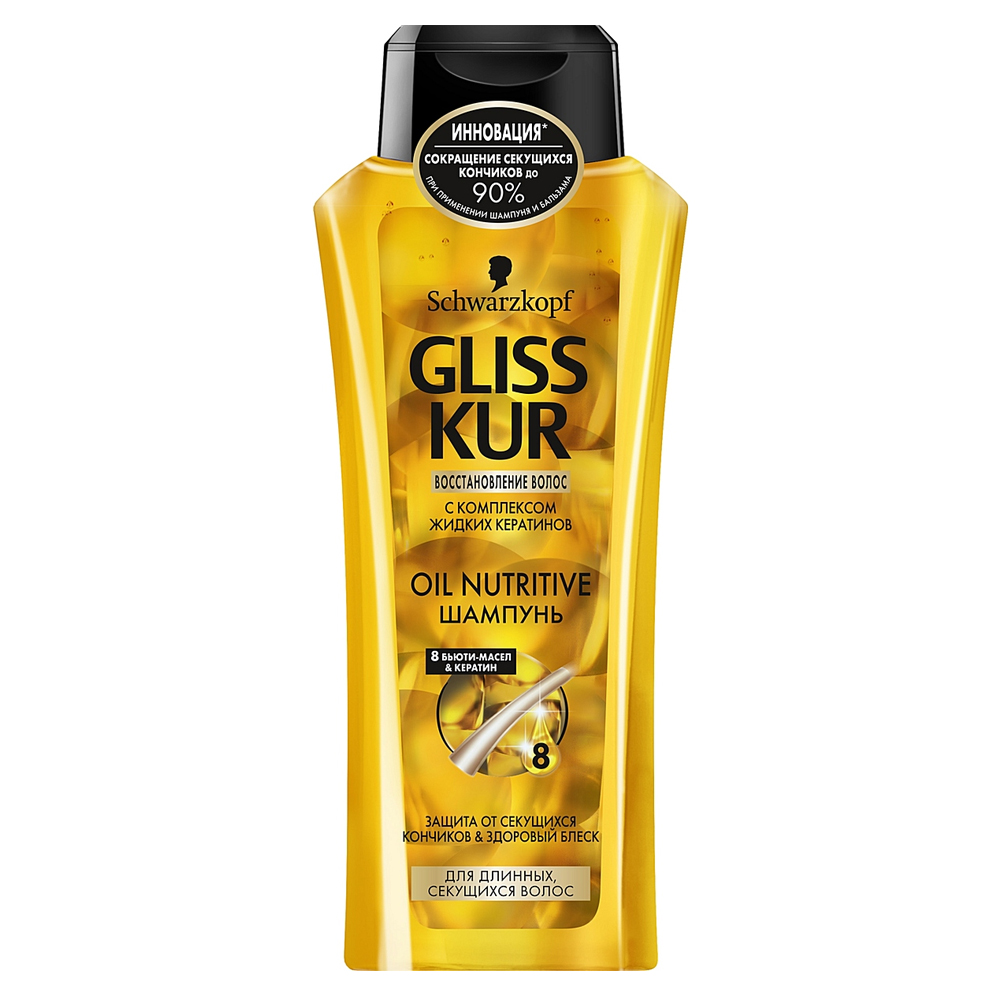 ИННОВАЦИЯ*
СОКРАЩЕНИЕ СЕКУЩИХСЯ
КОНЧИКОВ до
90%
ПРИ ПРИМЕНЕНИИ ШАМПУНЯ И БАЛЬЗАМА
Schwarzkopf
GLISS
KUR
ВОССТАНОВЛЕНИЕ ВОЛОС
С КОМПЛЕКСОМ
ЖИДКИХ КЕРАТИНОВ
OIL NUTRITIVE
ШАМПУНЬ
8 БЬЮТИ-МАСЕЛ
& КЕРАТИН
8
ЗАЩИТА ОТ СЕКУЩИХСЯ
КОНЧИКОВ & ЗДОРОВЫЙ БЛЕСК
ДЛЯ ДЛИННЫХ,
СЕКУЩИХСЯ ВОЛОС